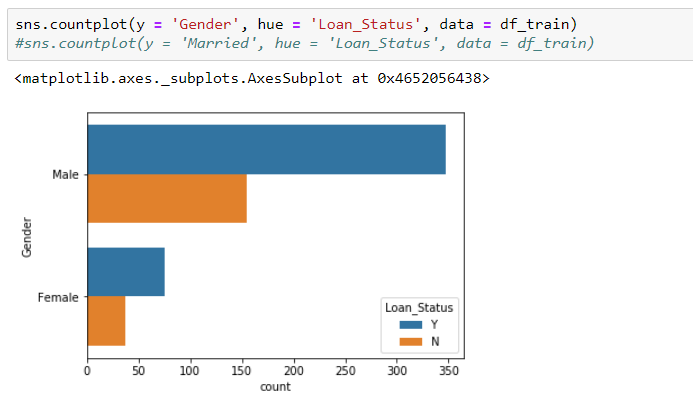 sns.countplot(y = 'Gender', hue = 'Loan_Status', data = df_train)
#sns.countplot(y = 'Married', hue = 'Loan_Status', data = df_train)
<matplotlib.axes._subplots.AxesSubplot at 0x4652056438>
Male
Gender
Female
Loan_Status
Y
N
0 50 100 150 200 250 300 350
count